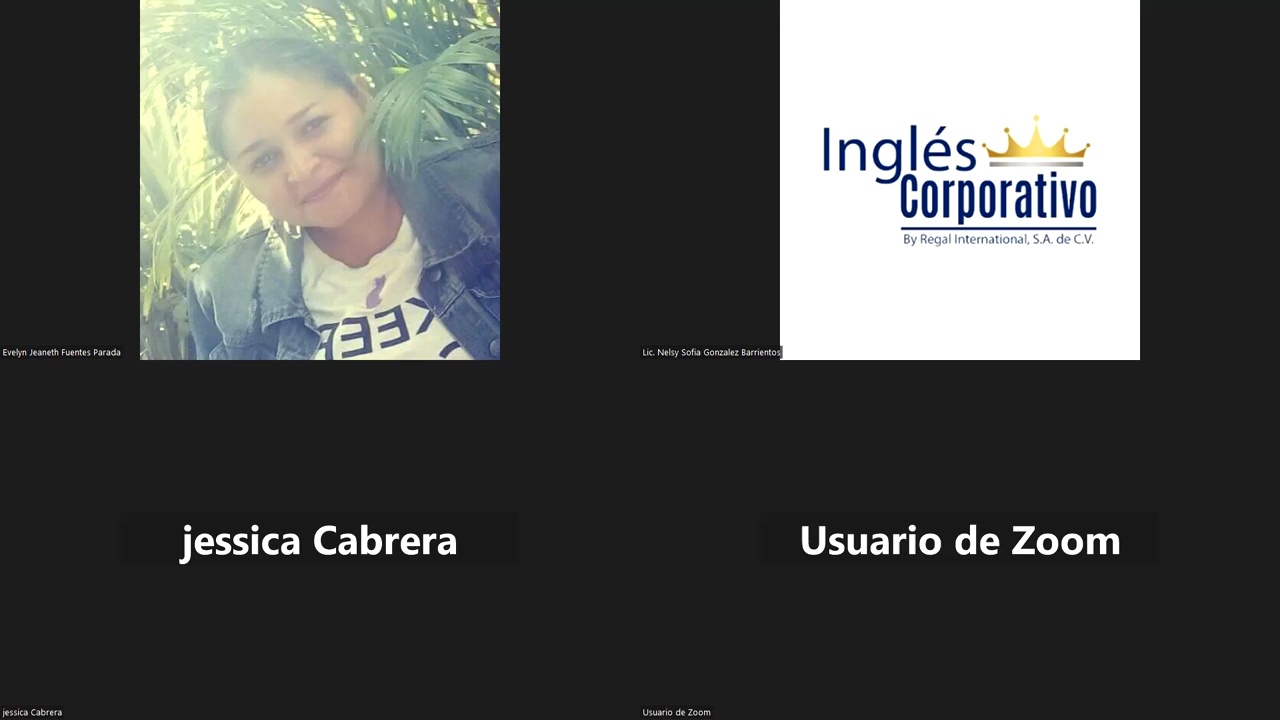 Inglés
Corporativo
By Regal International, S.A. de C.V.
Evelyn Jeaneth Fuentes Parada
Lic. Nelsy Sofia Gonzalez Barrientos
jessica Cabrera
Usuario de Zoom
jessica Cabrera
Usuario de Zoom